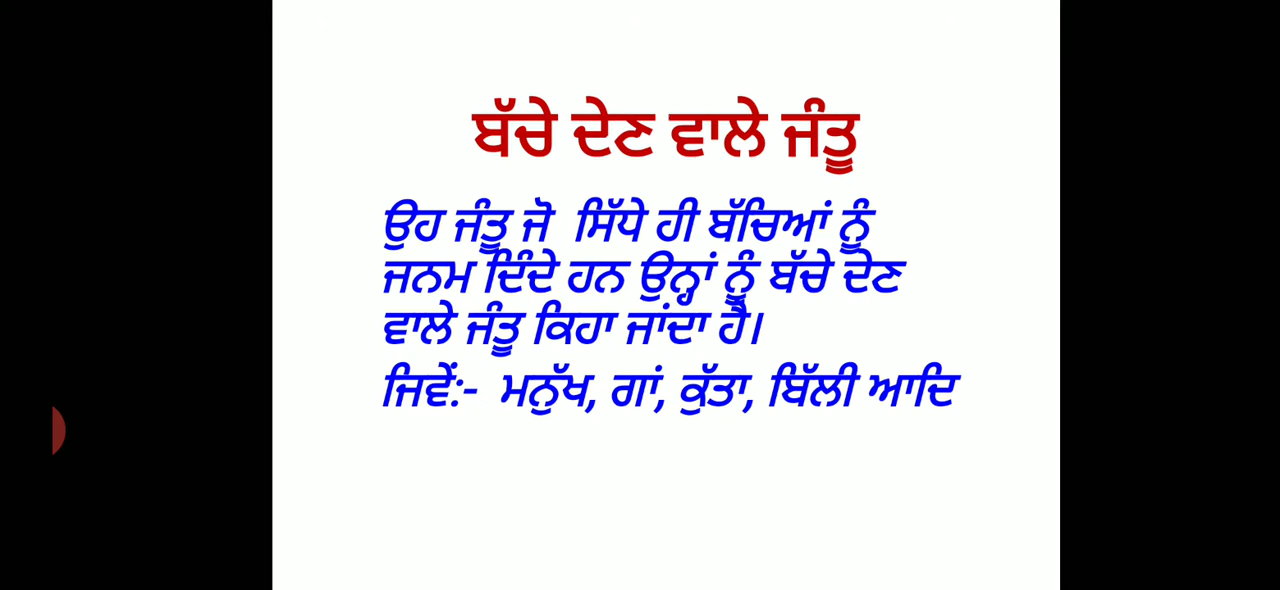 ਬੱਚੇ ਦੇਣ ਵਾਲੇ ਜੰਤੂ
ਉਹ ਜੰਤੂ ਜੋ ਸਿੱਧੇ ਹੀ ਬੱਚਿਆਂ ਨੂੰ
ਜਨਮ ਦਿੰਦੇ ਹਨ ਉਨ੍ਹਾਂ ਨੂੰ ਬੱਚੇ ਦੇਣ
ਵਾਲੇ ਜੰਤੂ ਕਿਹਾ ਜਾਂਦਾ ਹੈ।
ਜਿਵੇਂ:- ਮਨੁੱਖ, ਗਾਂ, ਕੁੱਤਾ, ਬਿੱਲੀ ਆਦਿ